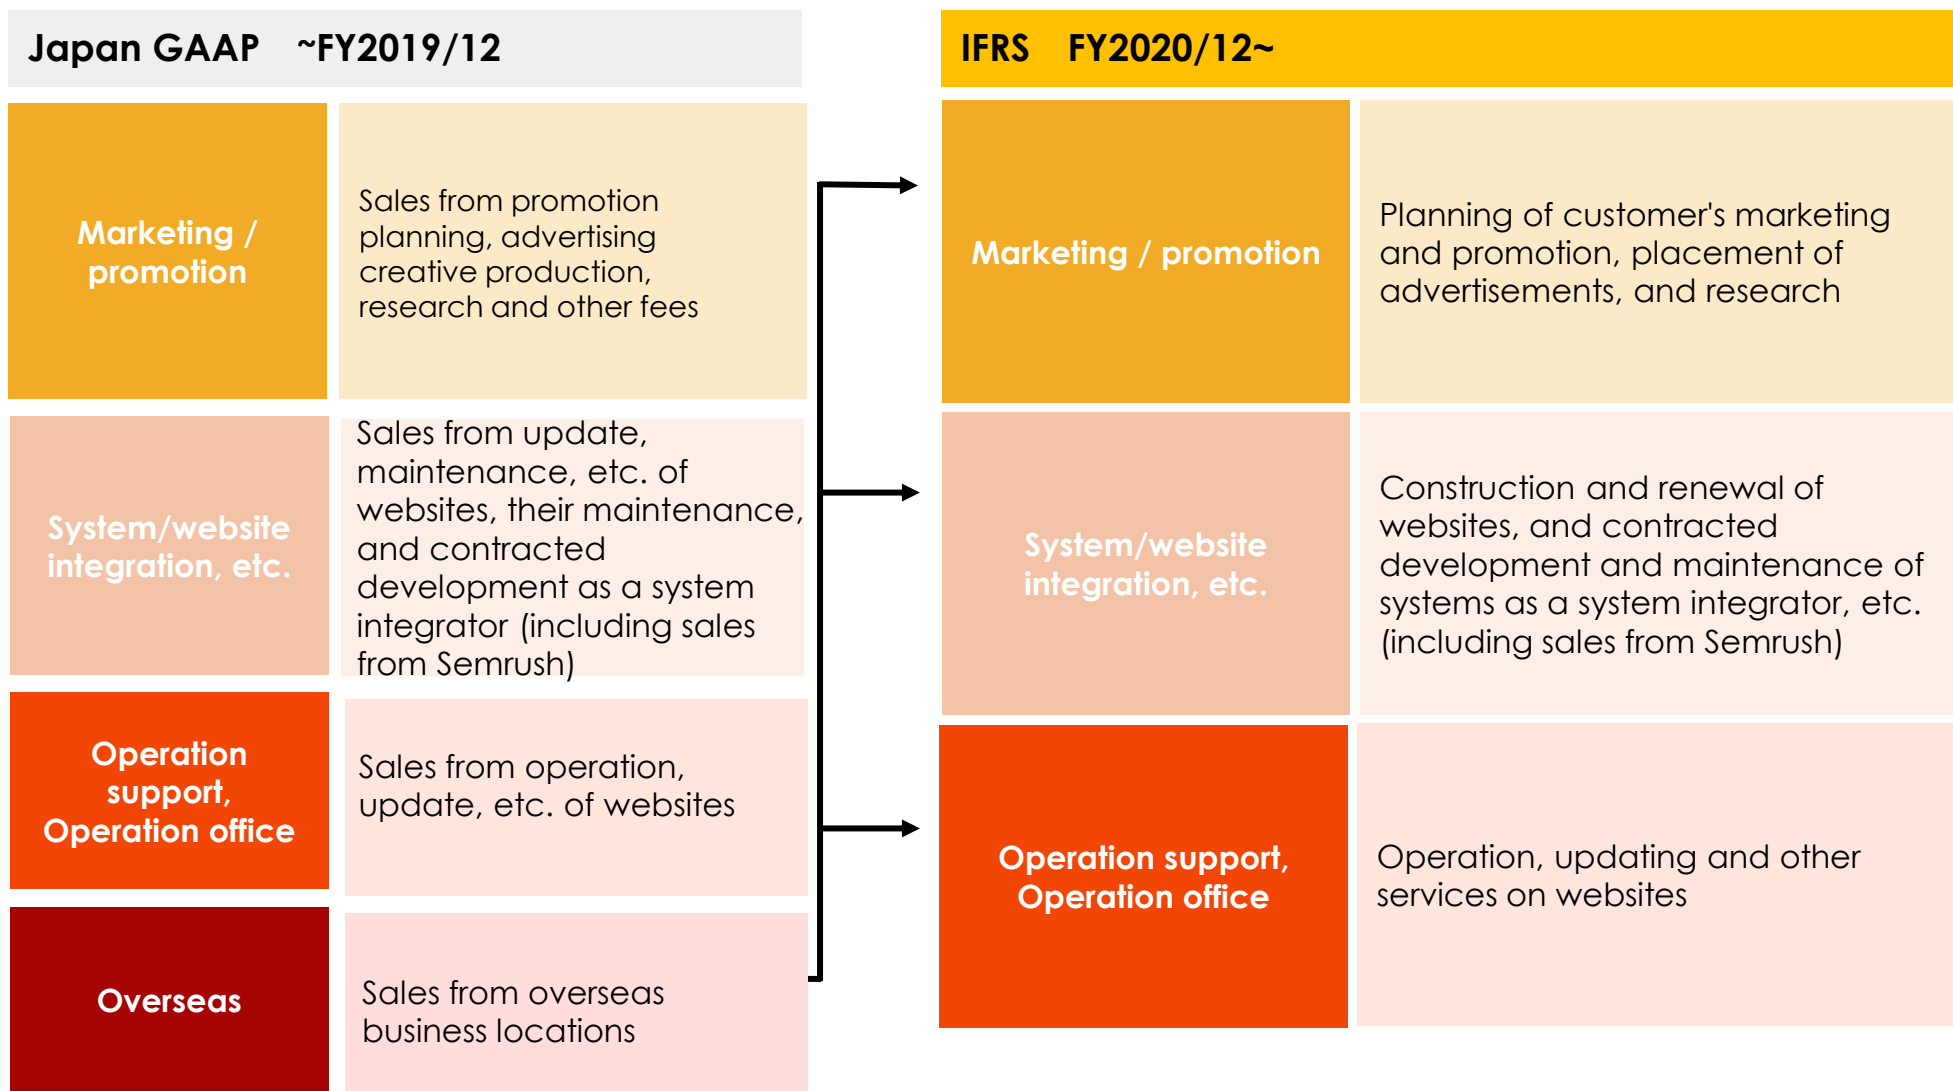 Japan GAAP ~FY2019/12
Marketing /
promotion
Sales from promotion
planning, advertising
creative production,
research and other fees
System/website
integration, etc.
Sales from update,
maintenance, etc. of
websites, their maintenance,
and contracted
development as a system
integrator (including sales
from Semrush)
Operation
support,
Operation office
Sales from operation,
update, etc. of websites
Overseas
Sales from overseas
business locations
IFRS FY2020/12~
Marketing / promotion
Planning of customer's marketing
and promotion, placement of
advertisements, and research
System/website
integration, etc.
Construction and renewal of
websites, and contracted
development and maintenance of
systems as a system integrator, etc.
(including sales from Semrush)
Operation support,
Operation office
Operation, updating and other
services on websites